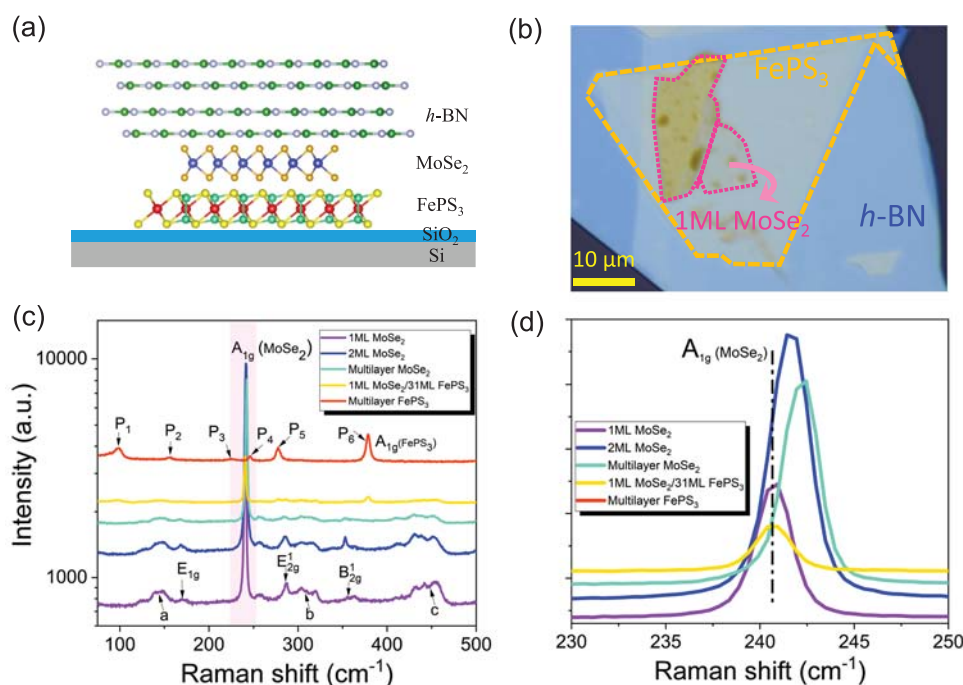 (a)
h-BN
MoSe₂
FePS₃
SiO₂
Si
(b)
FePS₃
1ML MoSe₂
h-BN
10 μm
(c)
10000
1000
Intensity (a.u.)
A₁g (MoSe₂)
1ML MoSe₂
2ML MoSe₂
Multilayer MoSe₂
1ML MoSe₂/31ML FePS₃
Multilayer FePS₃
P₁
P₂
P₃
P₄
P₅
P₆
A₁g(FePS₃)
E₁g
E¹₂g
B¹₂g
a
b
c
100 200 300 400 500
Raman shift (cm⁻¹)
(d)
A₁g (MoSe₂)
1ML MoSe₂
2ML MoSe₂
Multilayer MoSe₂
1ML MoSe₂/31ML FePS₃
Multilayer FePS₃
230 235 240 245 250
Raman shift (cm⁻¹)